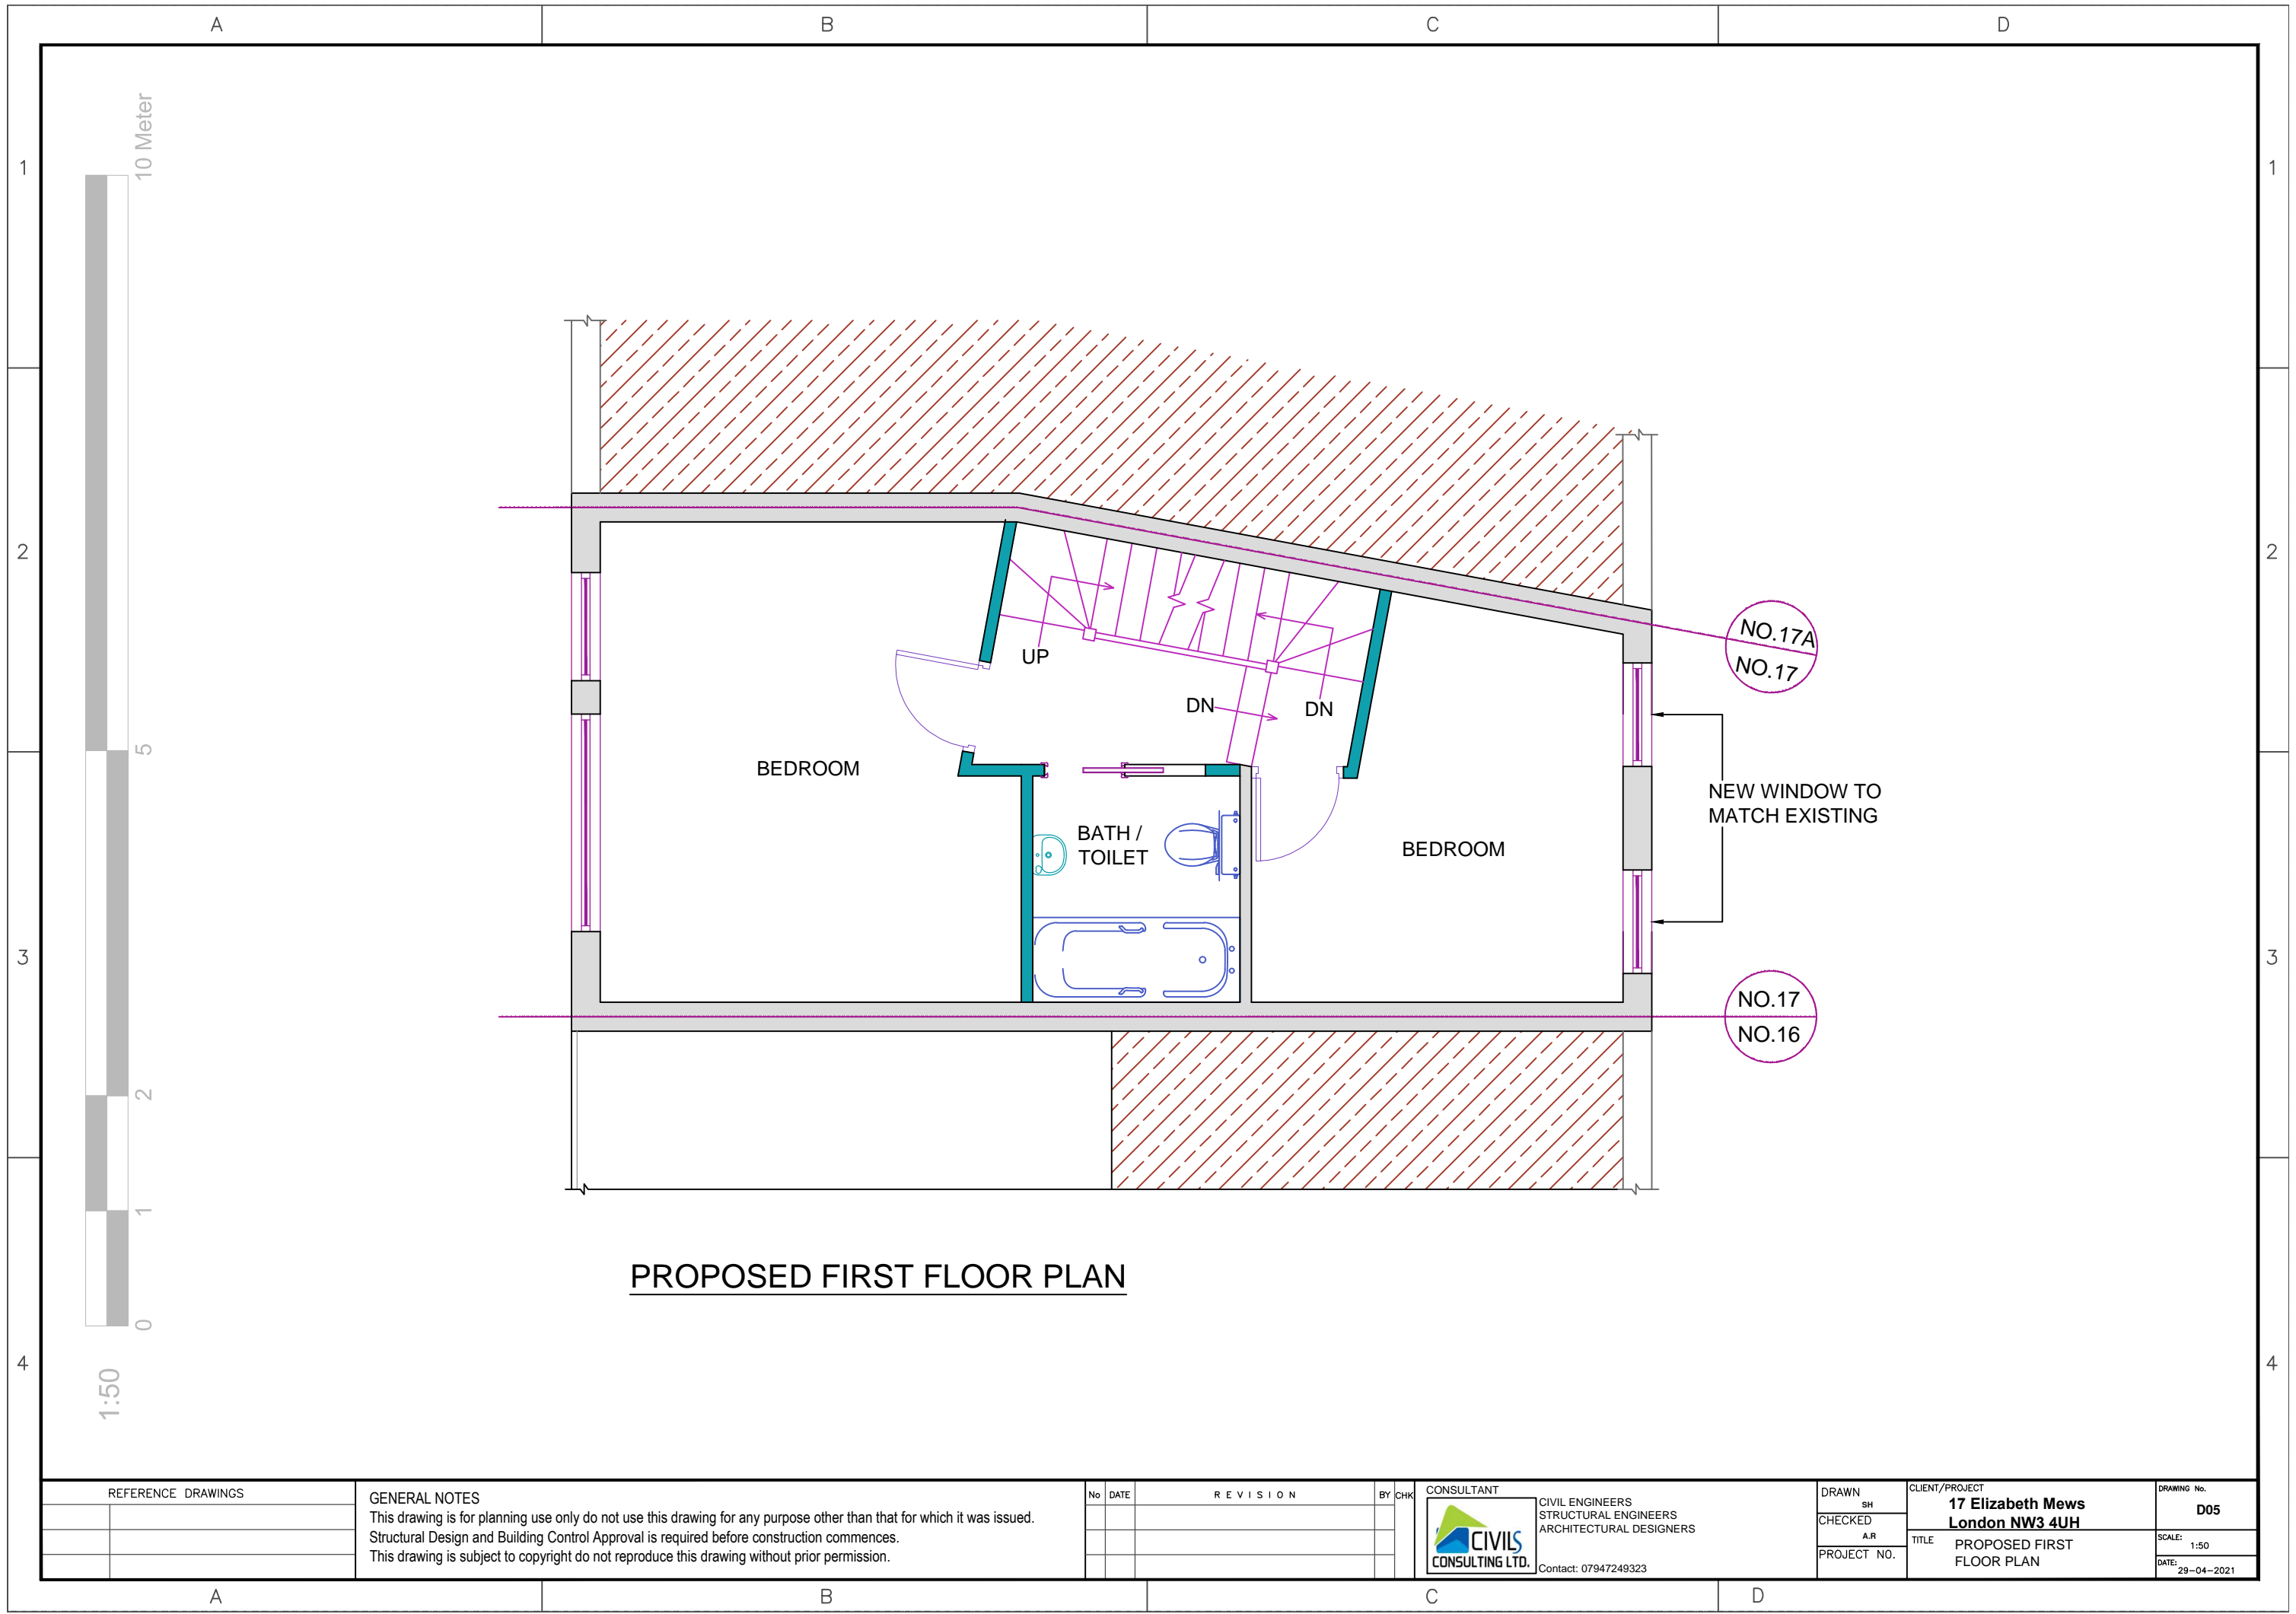 A
B
C
D
1
1
10 Meter
2
2
NO.17A
NO.17
UP
DN
DN
5
BEDROOM
NEW WINDOW TO
MATCH EXISTING
BATH /
TOILET
BEDROOM
3
3
NO.17
NO.16
2
1
PROPOSED FIRST FLOOR PLAN
0
4
4
1:50
REFERENCE DRAWINGS
GENERAL NOTES
This drawing is for planning use only do not use this drawing for any purpose other than that for which it was issued.
Structural Design and Building Control Approval is required before construction commences.
This drawing is subject to copyright do not reproduce this drawing without prior permission.
No DATE REVISION BY CHK
CONSULTANT
CIVILS
CONSULTING LTD.
CIVIL ENGINEERS
STRUCTURAL ENGINEERS
ARCHITECTURAL DESIGNERS
Contact: 07947249323
DRAWN
SH
CHECKED
A.R
PROJECT NO.
CLIENT/PROJECT
17 Elizabeth Mews
London NW3 4UH
TITLE PROPOSED FIRST
FLOOR PLAN
DRAWING No.
D05
SCALE:
1:50
DATE:
29-04-2021
A
B
C
D